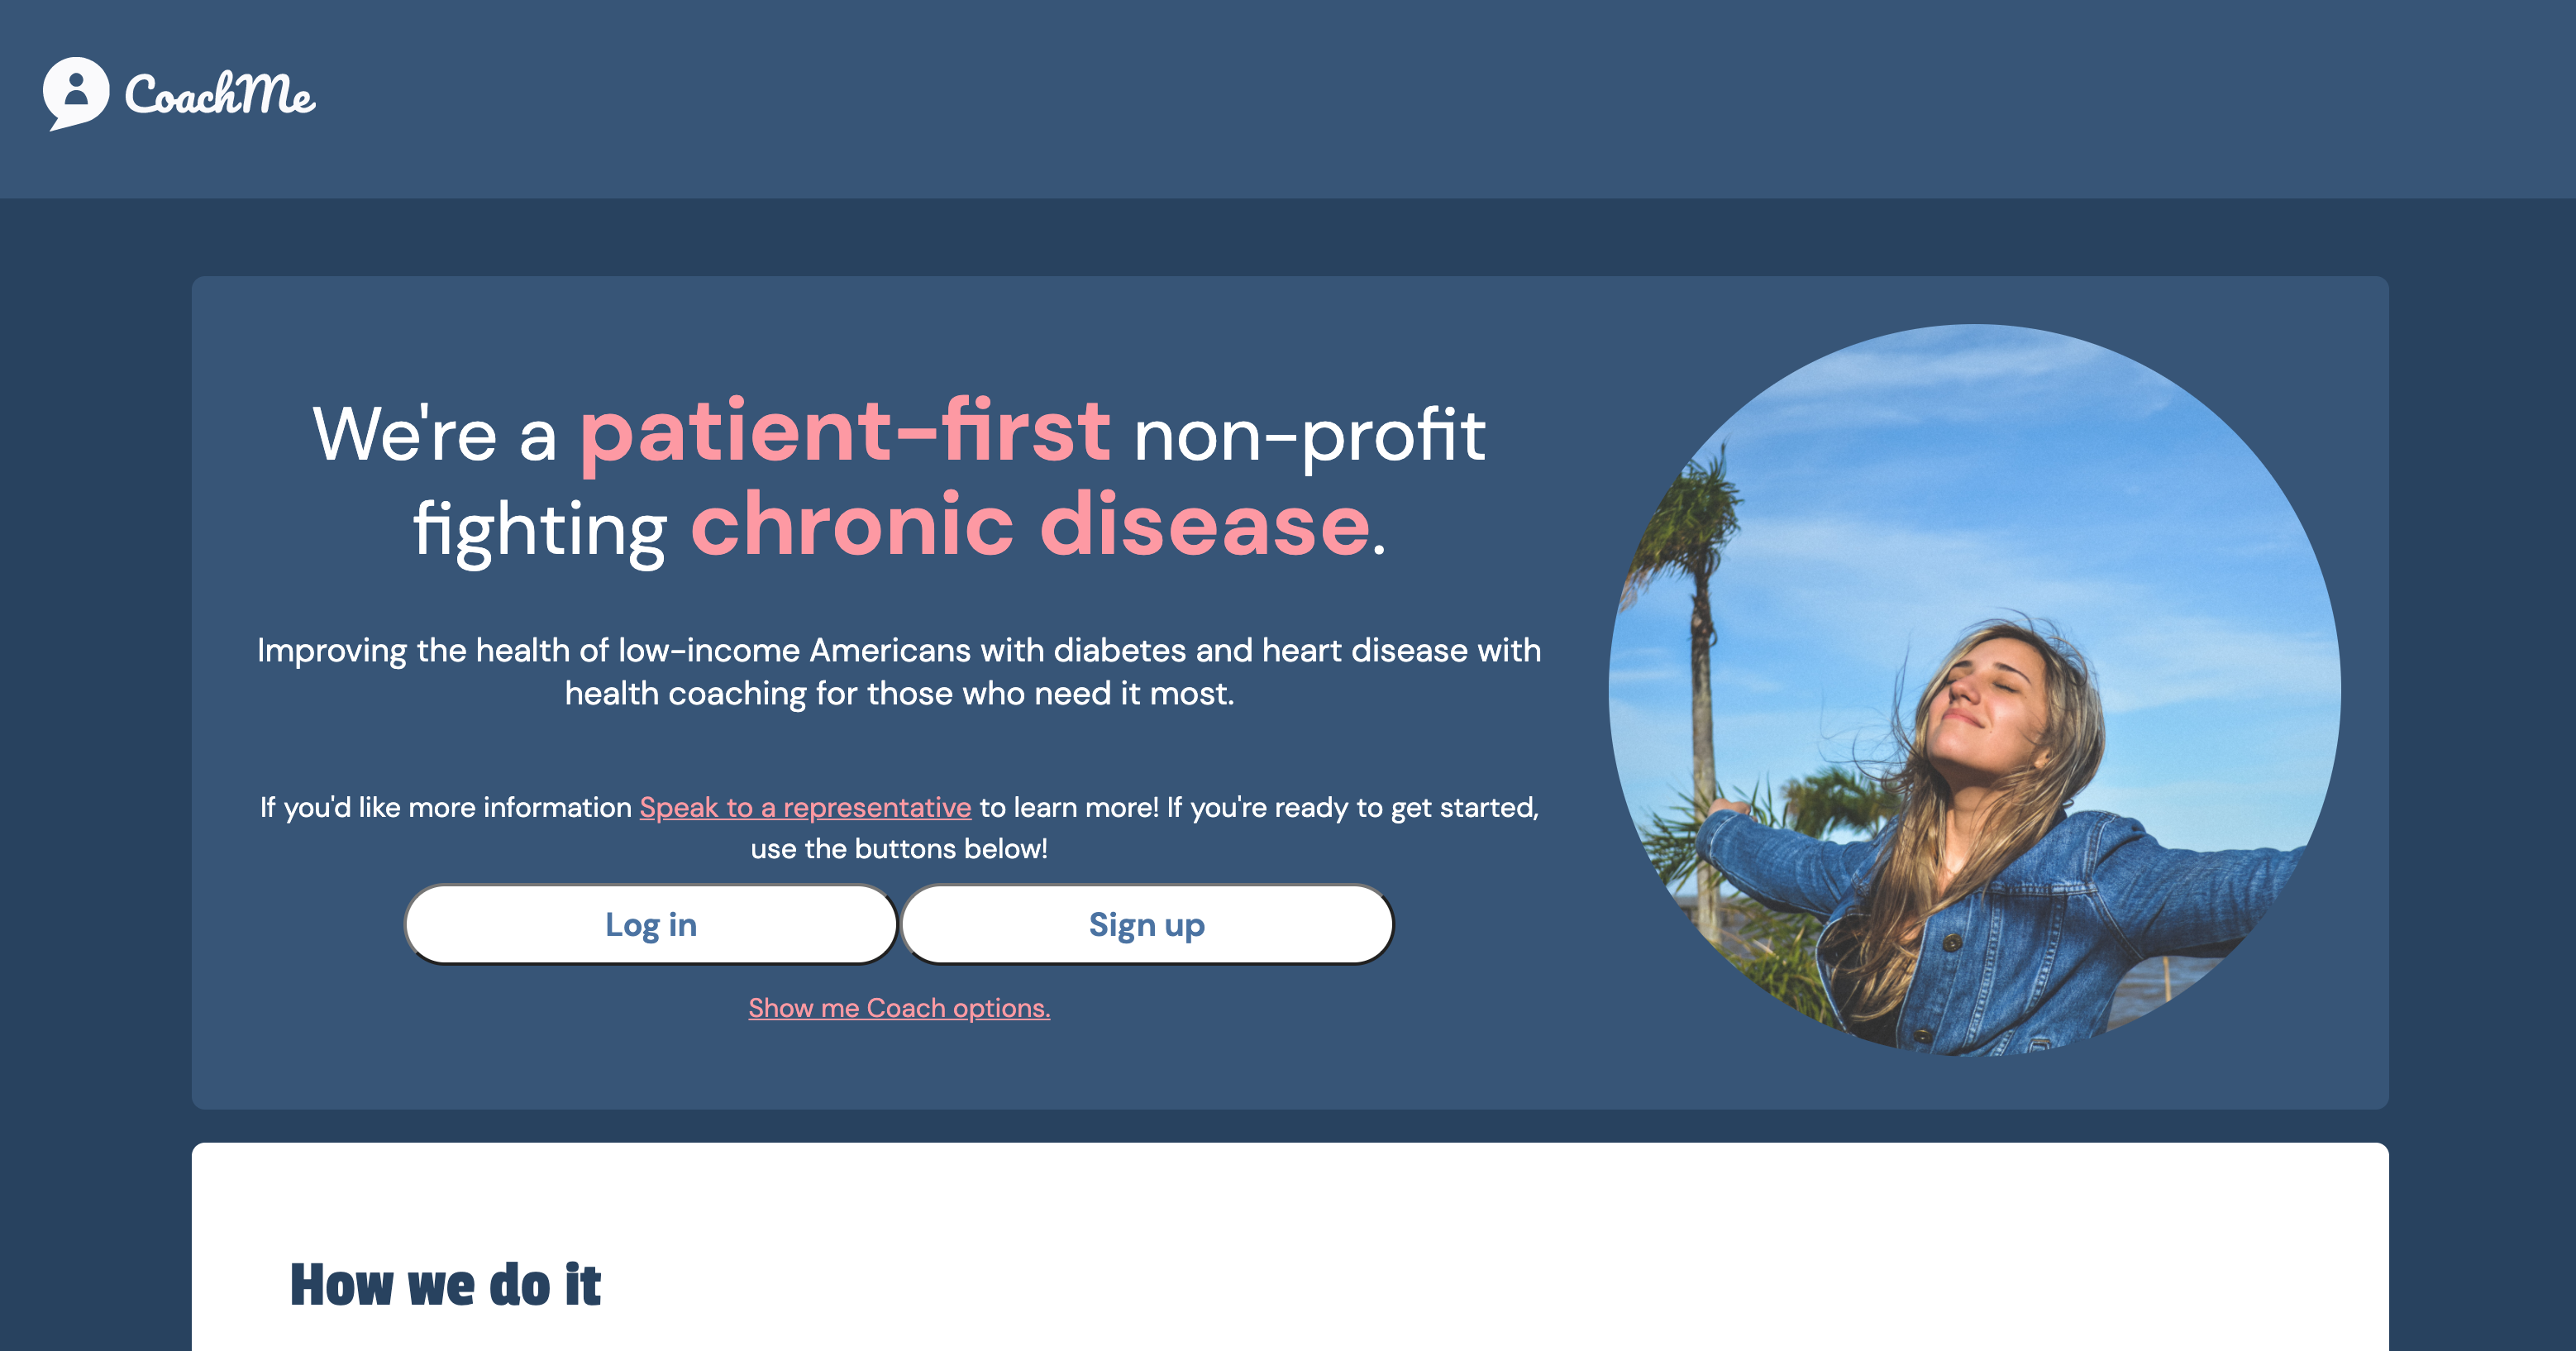 CoachMe
We're a patient-first non-profit
fighting chronic disease.
Improving the health of low-income Americans with diabetes and heart disease with
health coaching for those who need it most.
If you'd like more information Speak to a representative to learn more! If you're ready to get started,
use the buttons below!
Log in
Sign up
Show me Coach options.
How we do it